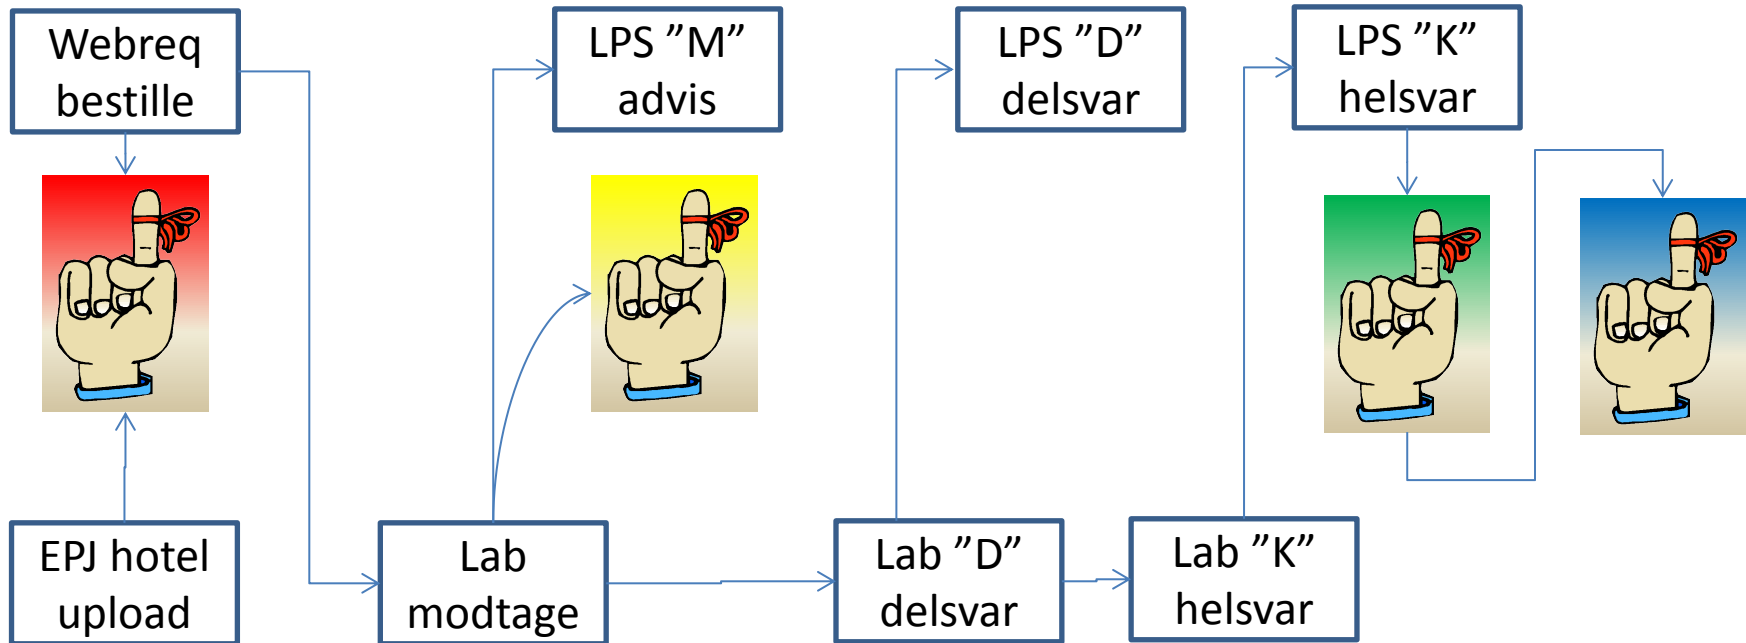 Webreq
bestille
LPS ”M”
advis
LPS ”D”
delsvar
LPS ”K”
helsvar
EPJ hotel
upload
Lab
modtage
Lab ”D”
delsvar
Lab ”K”
helsvar